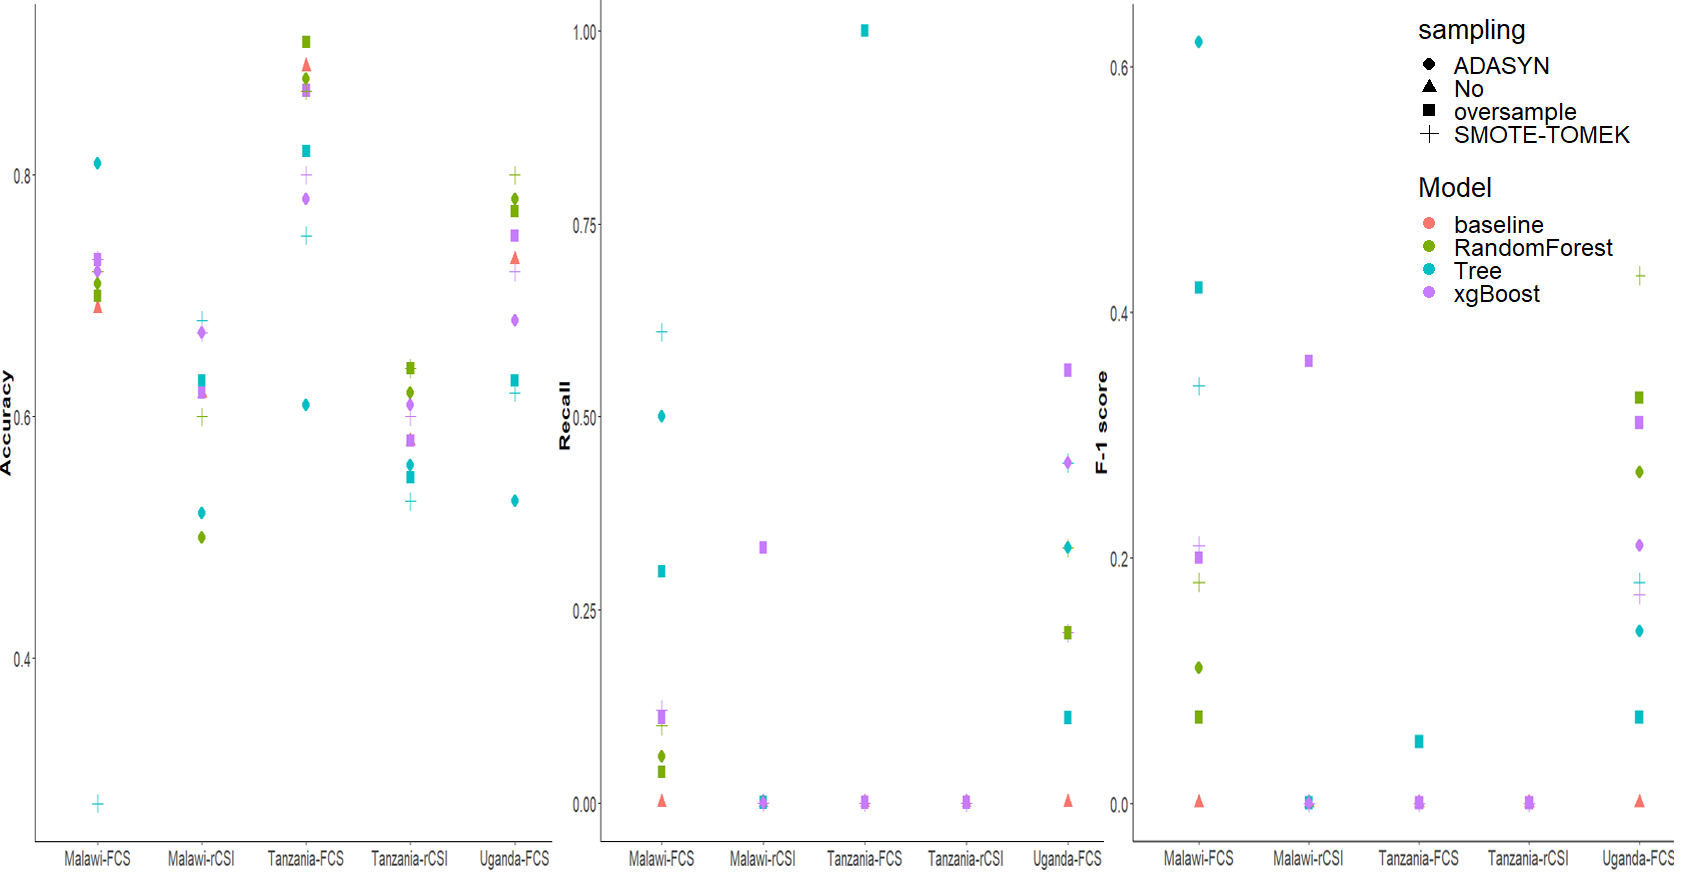 Accuracy
0.8
0.6
0.4
Malawi-FCS
Malawi-rCSI
Tanzania-FCS
Tanzania-rCSI
Uganda-FCS
Recall
1.00
0.75
0.50
0.25
0.00
Malawi-FCS
Malawi-rCSI
Tanzania-FCS
Tanzania-rCSI
Uganda-FCS
F-1 score
0.6
0.4
0.2
0.0
Malawi-FCS
Malawi-rCSI
Tanzania-FCS
Tanzania-rCSI
Uganda-FCS
sampling
ADASYN
No
oversample
SMOTE-TOMEK
Model
baseline
RandomForest
Tree
xgBoost